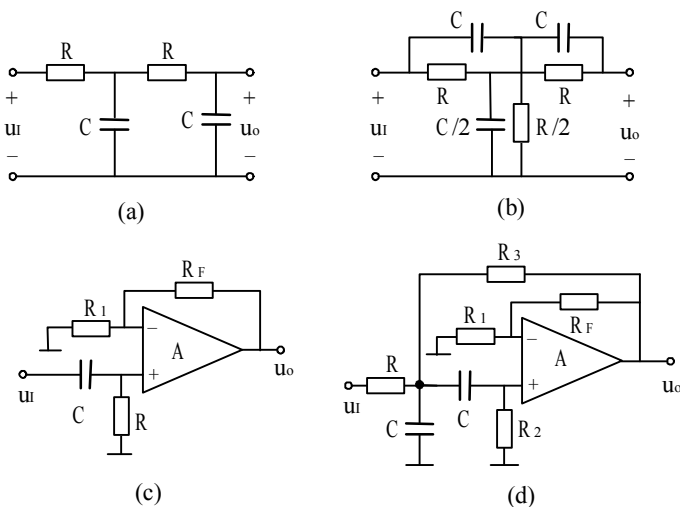 R R
C C
+ + uI uo − −
(a)
C C
R R
C/2 R/2
+ + uI uo − −
(b)
RF
R1
−
A
+
uI uo
C R
(c)
R3
R1
RF
−
A
+
R
uI uo
C C R2
(d)